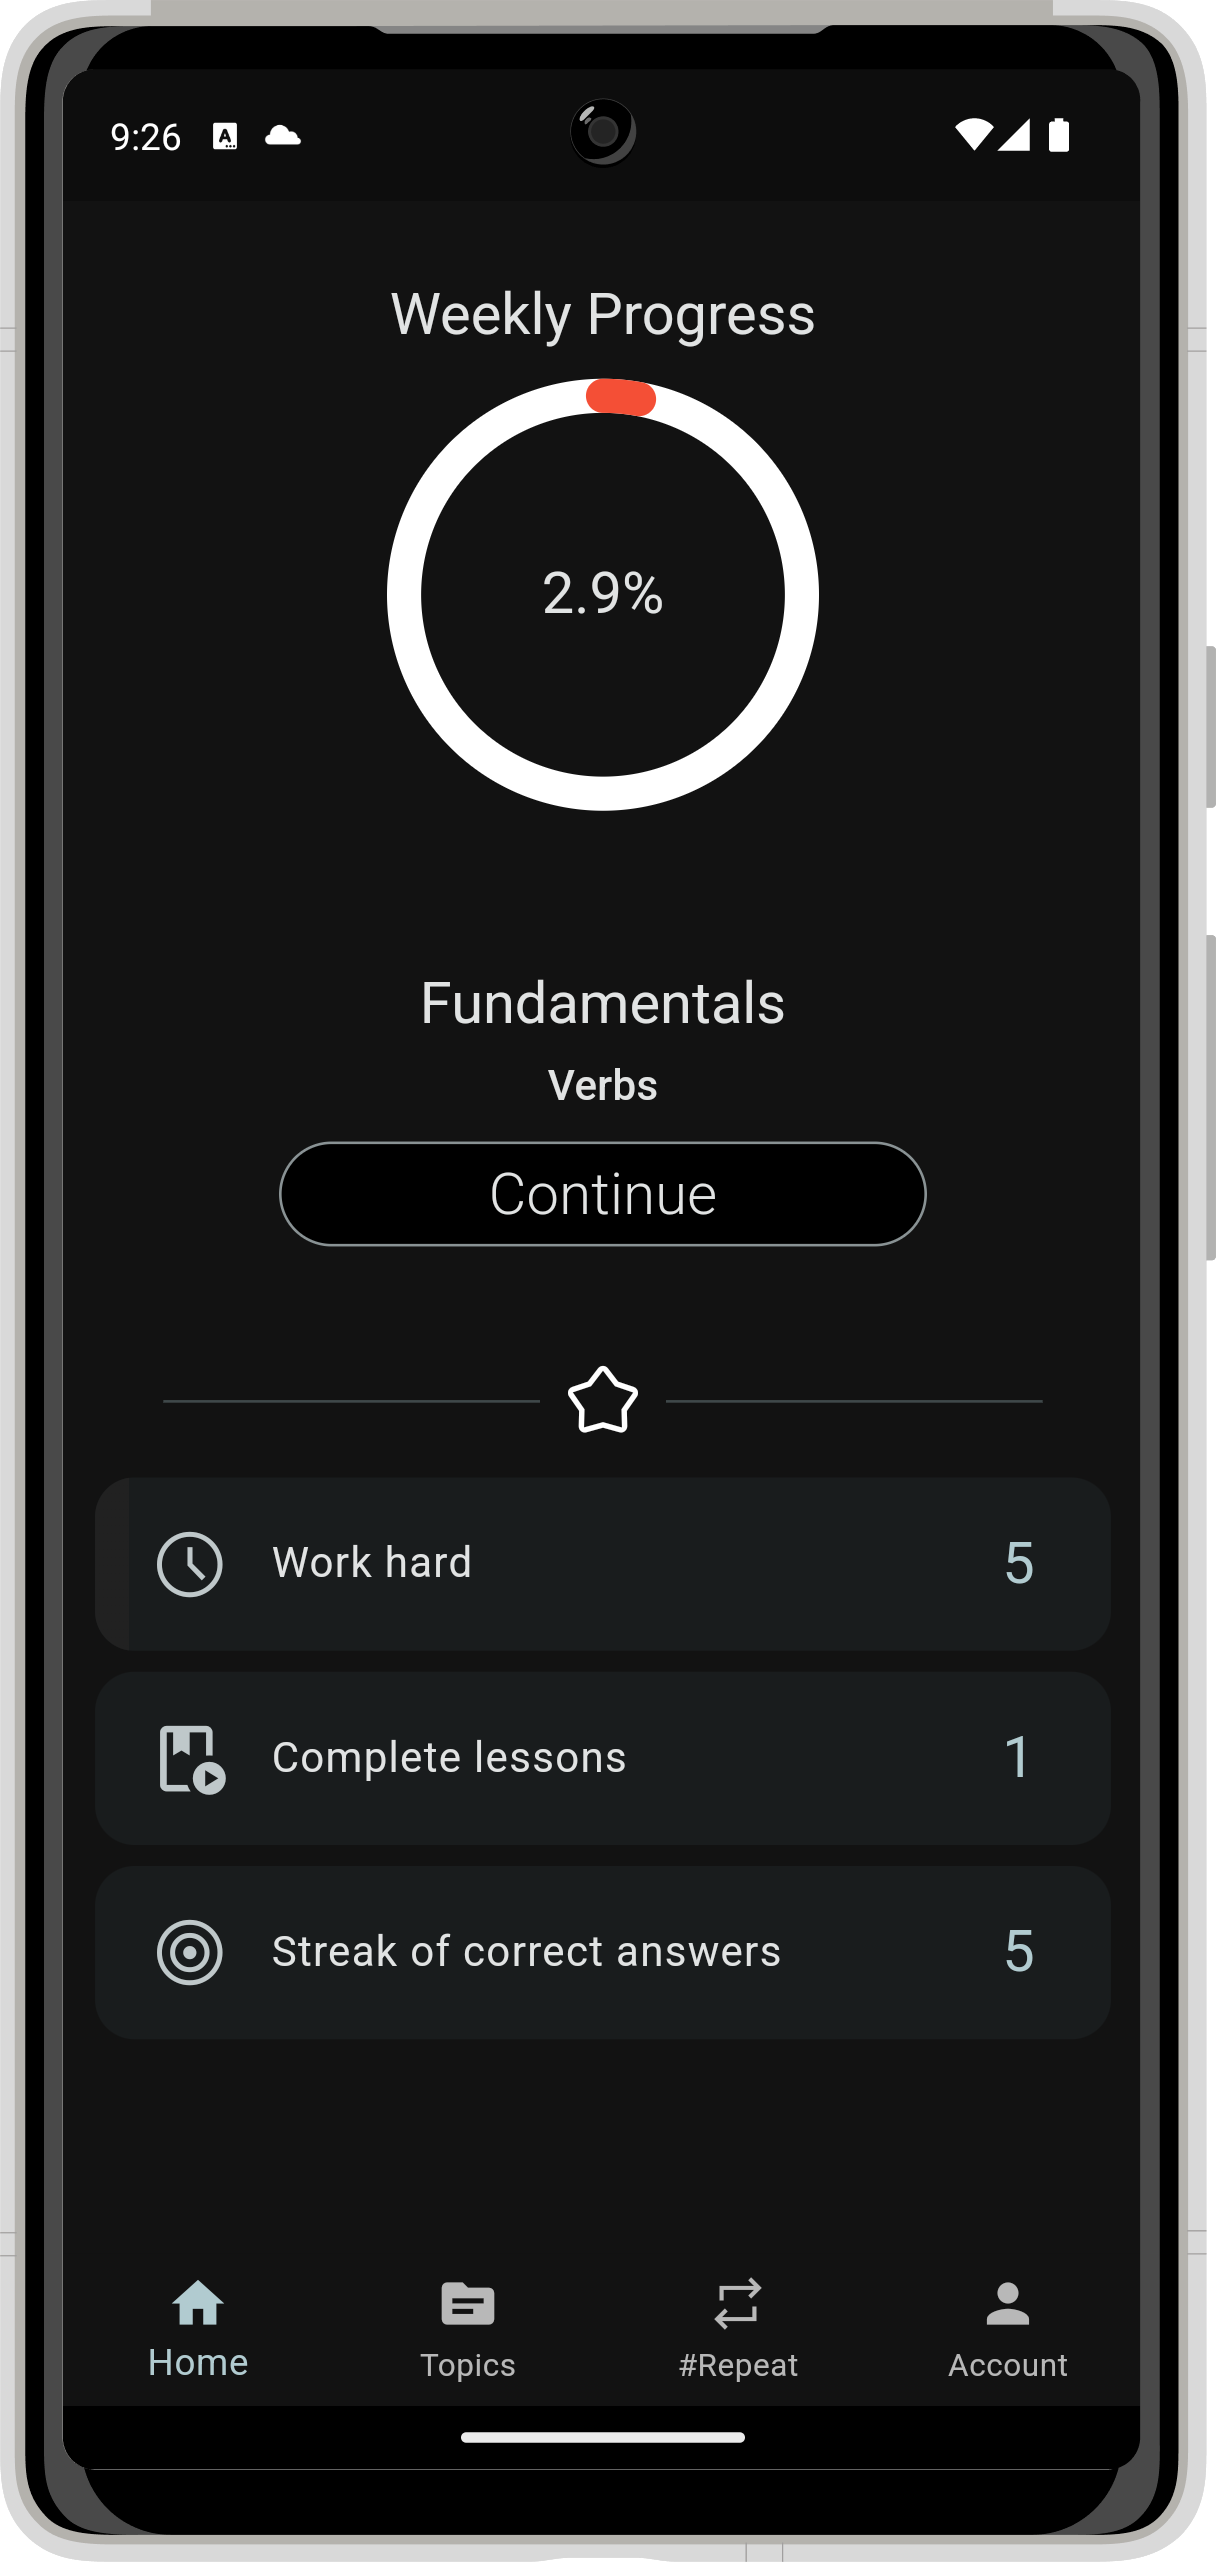 9:26
Weekly Progress
2.9%
Fundamentals
Verbs
Continue
Work hard
5
Complete lessons
1
Streak of correct answers
5
Home
Topics
#Repeat
Account